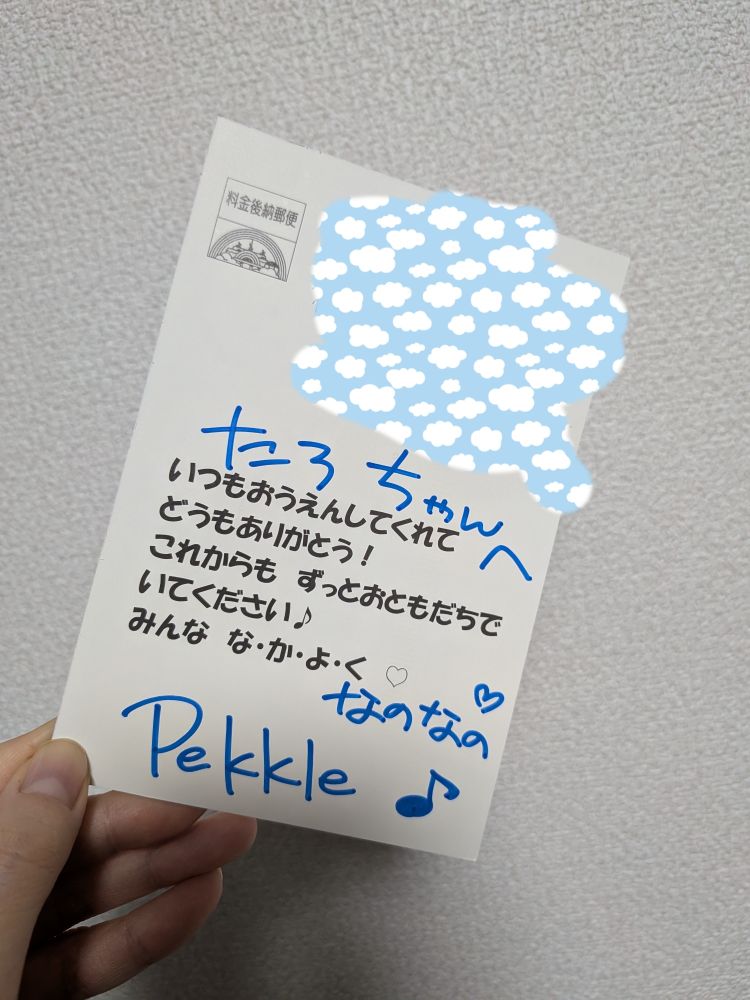 料金後納郵便
たろちゃん
へ
いつもおうえんしてくれて
どうもありがとう！
これからも ずっとおともだちで
いてください♪
みんな な・か・よ・く ♡
なのなの♡
Pekkle ♪